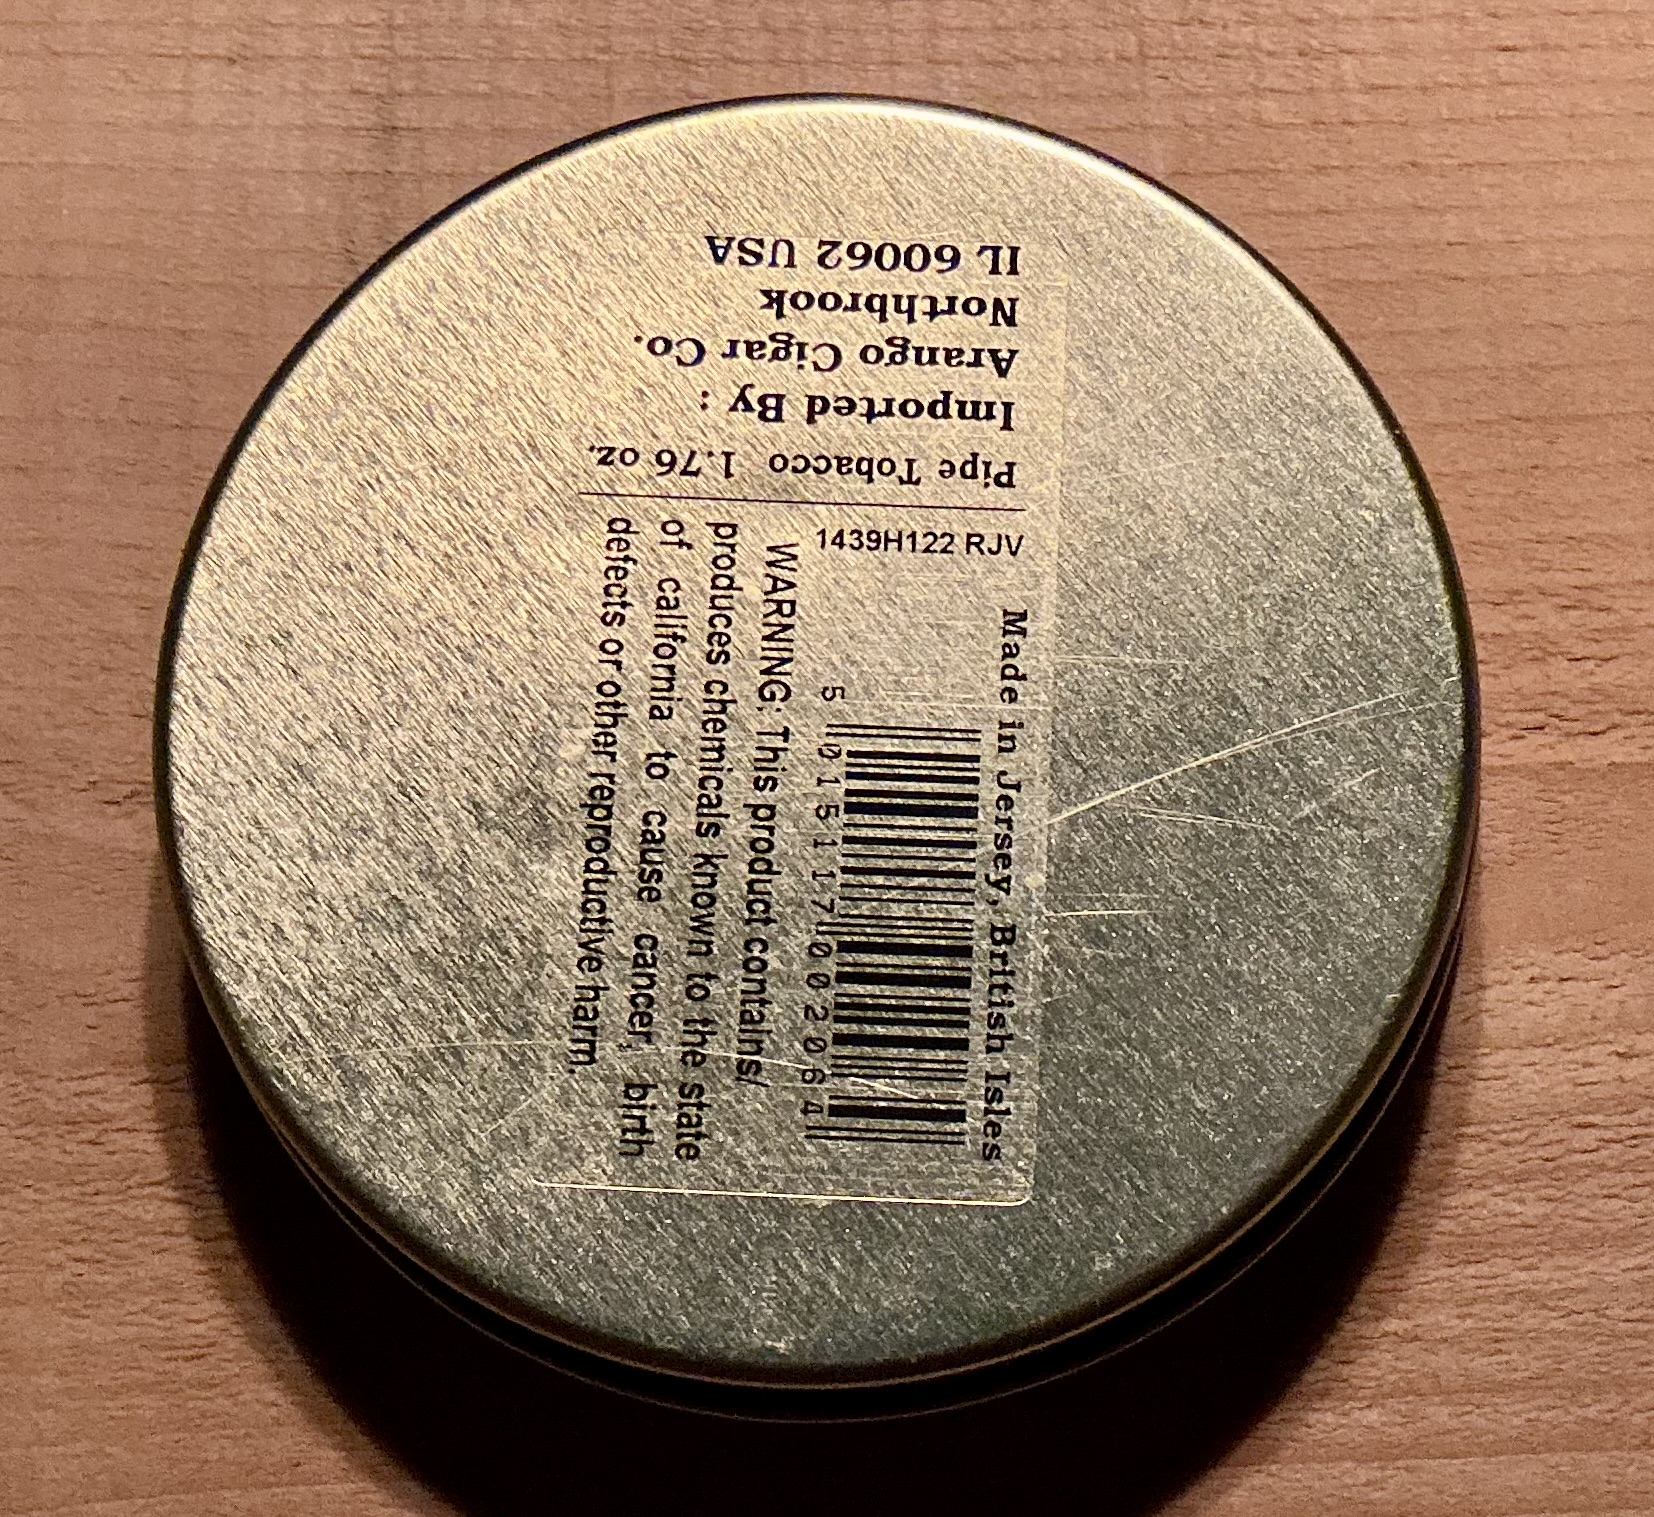 Pipe Tobacco 1.76 oz.
Imported By :
Arango Cigar Co.
Northbrook
IL 60062 USA
1439H122 RJV
Made in Jersey, British Isles
5 015117 002064
WARNING: This product contains/
produces chemicals known to the state
of california to cause cancer, birth
defects or other reproductive harm.